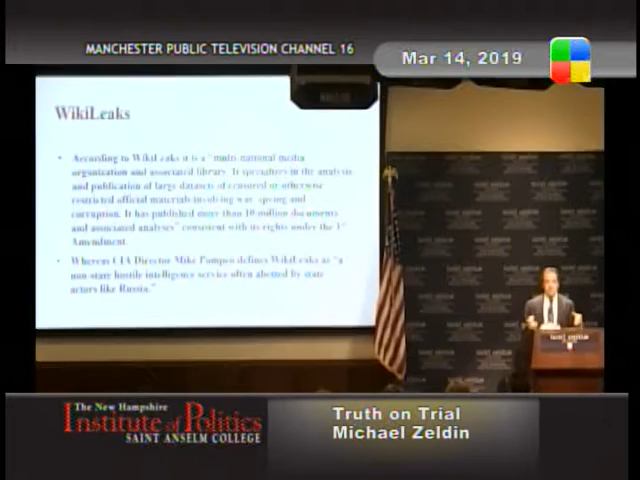 MANCHESTER PUBLIC TELEVISION CHANNEL 16
Mar 14, 2019
WikiLeaks
• According to WikiLeaks it is a "multi-national media
organization and associated library. It specializes in the analysis
and publication of large datasets of censored or otherwise
restricted official materials involving war, spying and
corruption. It has published more than 10 million documents
and associated analyses" consistent with its rights under the 1st
Amendment.
• Whereas CIA Director Mike Pompeo defines WikiLeaks as "a
non-state hostile intelligence service often abetted by state
actors like Russia."
SAINT ANSELM
The New Hampshire
Institute of Politics
SAINT ANSELM COLLEGE
Truth on Trial
Michael Zeldin